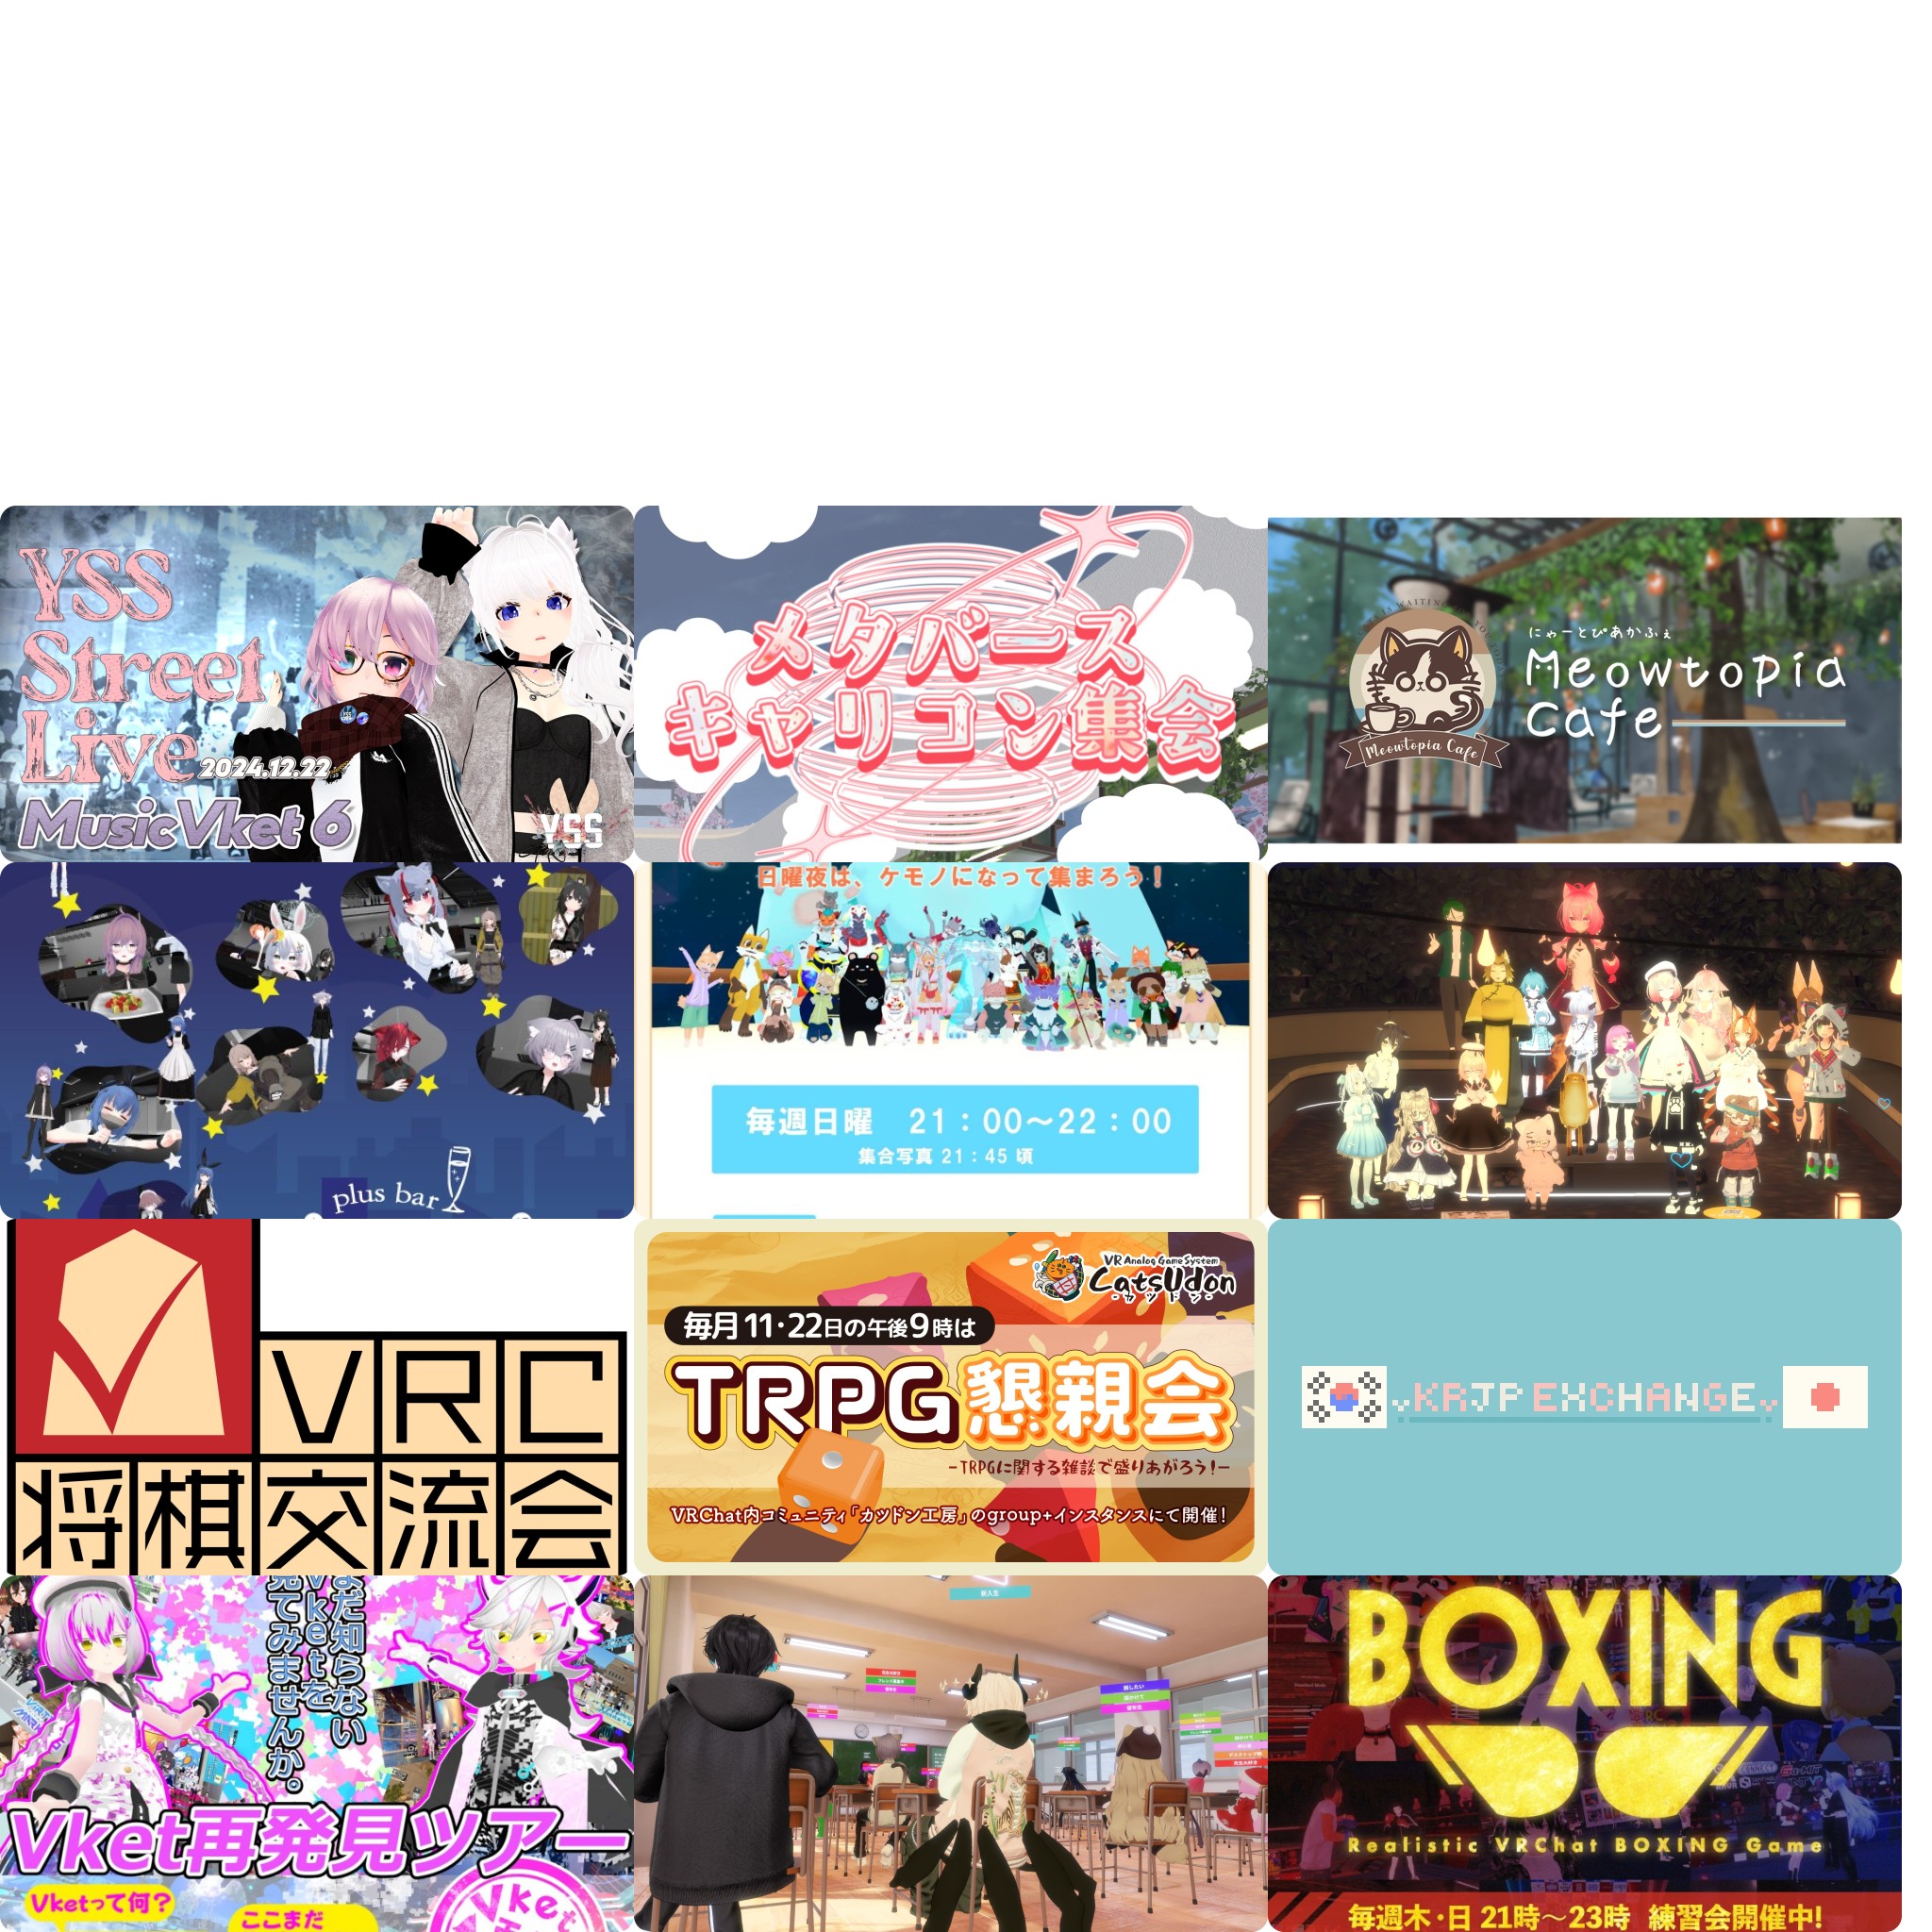 YSS
Street
Live
2024.12.22
Music Vket 6
YSS
メタバース
キャリコン集会
にゃーとぴあかふぇ
Meowtopia
Cafe
Meowtopia Cafe
plus bar
日曜夜は、ケモノになって集まろう！
毎週日曜　21：00～22：00
集合写真 21：45 頃
VRC
将棋交流会
VR Analog Game System
CatsUdon
-カツドン-
毎月11・22日の午後9時は
TRPG懇親会
-TRPGに関する雑談で盛りあがろう!-
VRChat内コミュニティ「カツドン工房」のgroup+インスタンスにて開催!
KRJP EXCHANGE
まだ知らない
Vketを
見てみませんか。
Vket再発見ツアー
Vketって何？
ここまだ
Vket
新入生
BOXING
Realistic VRChat BOXING Game
毎週木・日 21時～23時 練習会開催中!